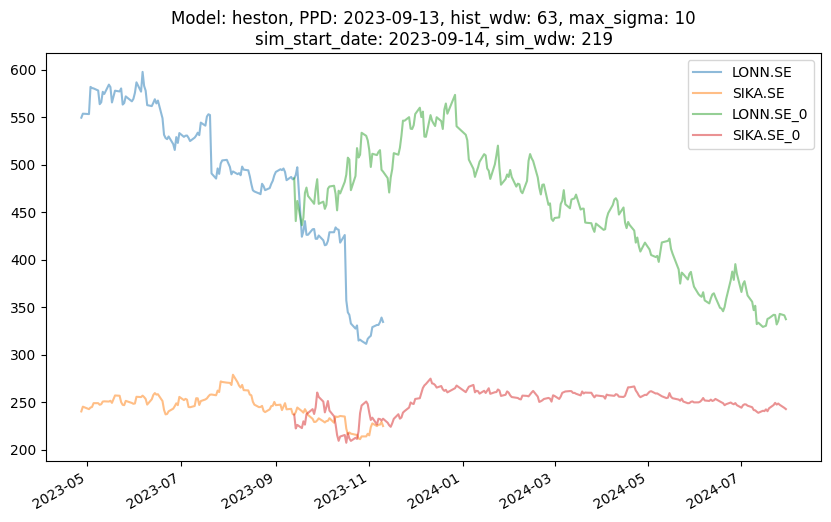 Model: heston, PPD: 2023-09-13, hist_wdw: 63, max_sigma: 10
sim_start_date: 2023-09-14, sim_wdw: 219
LONN.SE
SIKA.SE
LONN.SE_0
SIKA.SE_0
600
550
500
450
400
350
300
250
200
2023-05
2023-07
2023-09
2023-11
2024-01
2024-03
2024-05
2024-07